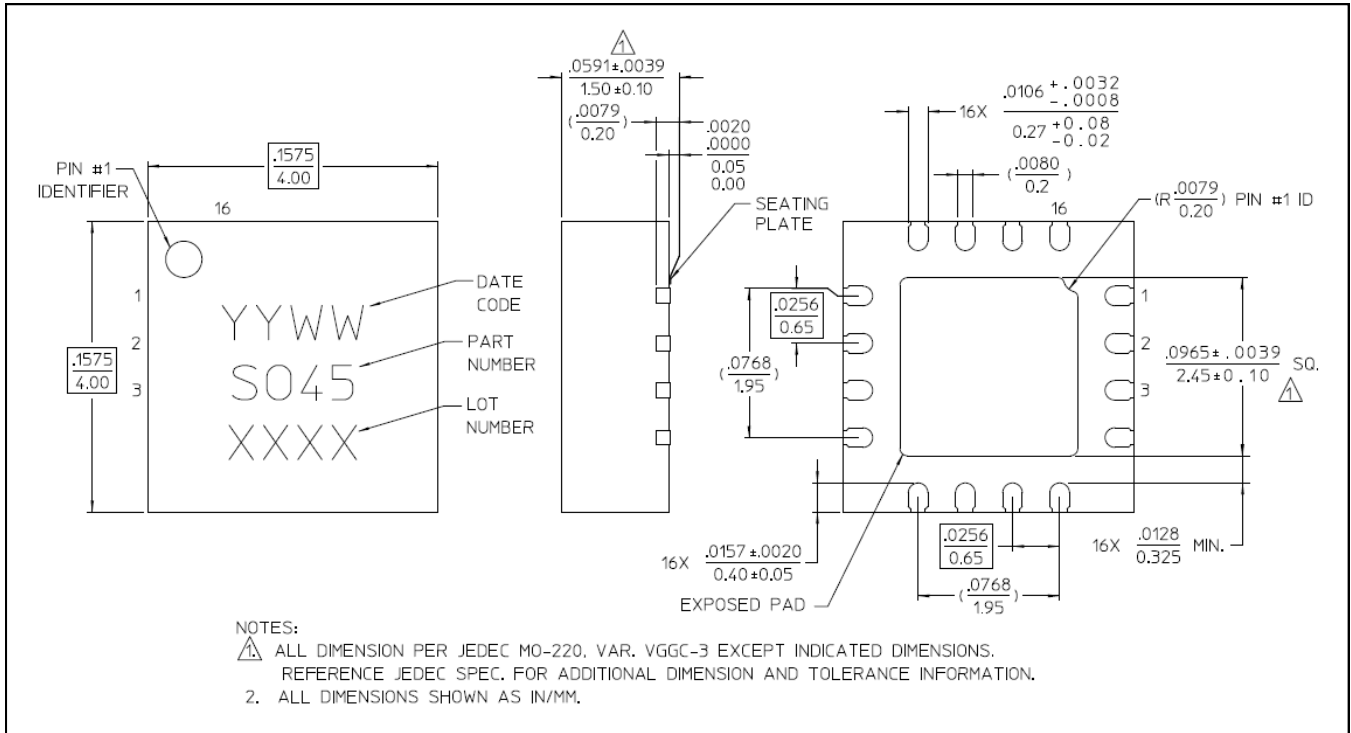 PIN #1
IDENTIFIER
.1575
4.00
16
1
2
3
.1575
4.00
YYWW
SO45
XXXX
DATE
CODE
PART
NUMBER
LOT
NUMBER
1
.0591±.0039
1.50±0.10
(.0079
0.20)
.0020
.0000
0.05
0.00
SEATING
PLATE
16X .0106 +.0032
-.0008
0.27 +0.08
-0.02
(.0080
0.2)
16
(R.0079
0.20) PIN #1 ID
1
2
3
.0256
0.65
(.0768
1.95)
.0965±.0039
2.45±0.10 SQ.
1
16X .0157±.0020
0.40±0.05
EXPOSED PAD
.0256
0.65
(.0768
1.95)
16X .0128
0.325 MIN.
NOTES:
1. ALL DIMENSION PER JEDEC MO-220, VAR. VGGC-3 EXCEPT INDICATED DIMENSIONS.
REFERENCE JEDEC SPEC. FOR ADDITIONAL DIMENSION AND TOLERANCE INFORMATION.
2. ALL DIMENSIONS SHOWN AS IN/MM.